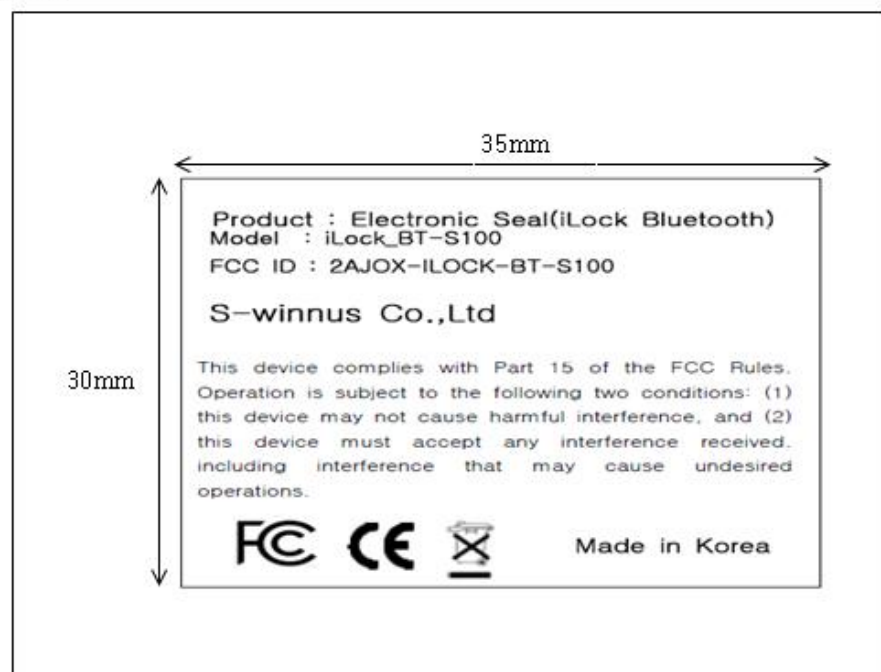 35mm
30mm
Product : Electronic Seal(iLock Bluetooth)
Model : iLock_BT-S100
FCC ID : 2AJOX-ILOCK-BT-S100
S-winnus Co.,Ltd
This device complies with Part 15 of the FCC Rules.
Operation is subject to the following two conditions: (1)
this device may not cause harmful interference, and (2)
this device must accept any interference received.
including interference that may cause undesired
operations.
FC CE Made in Korea